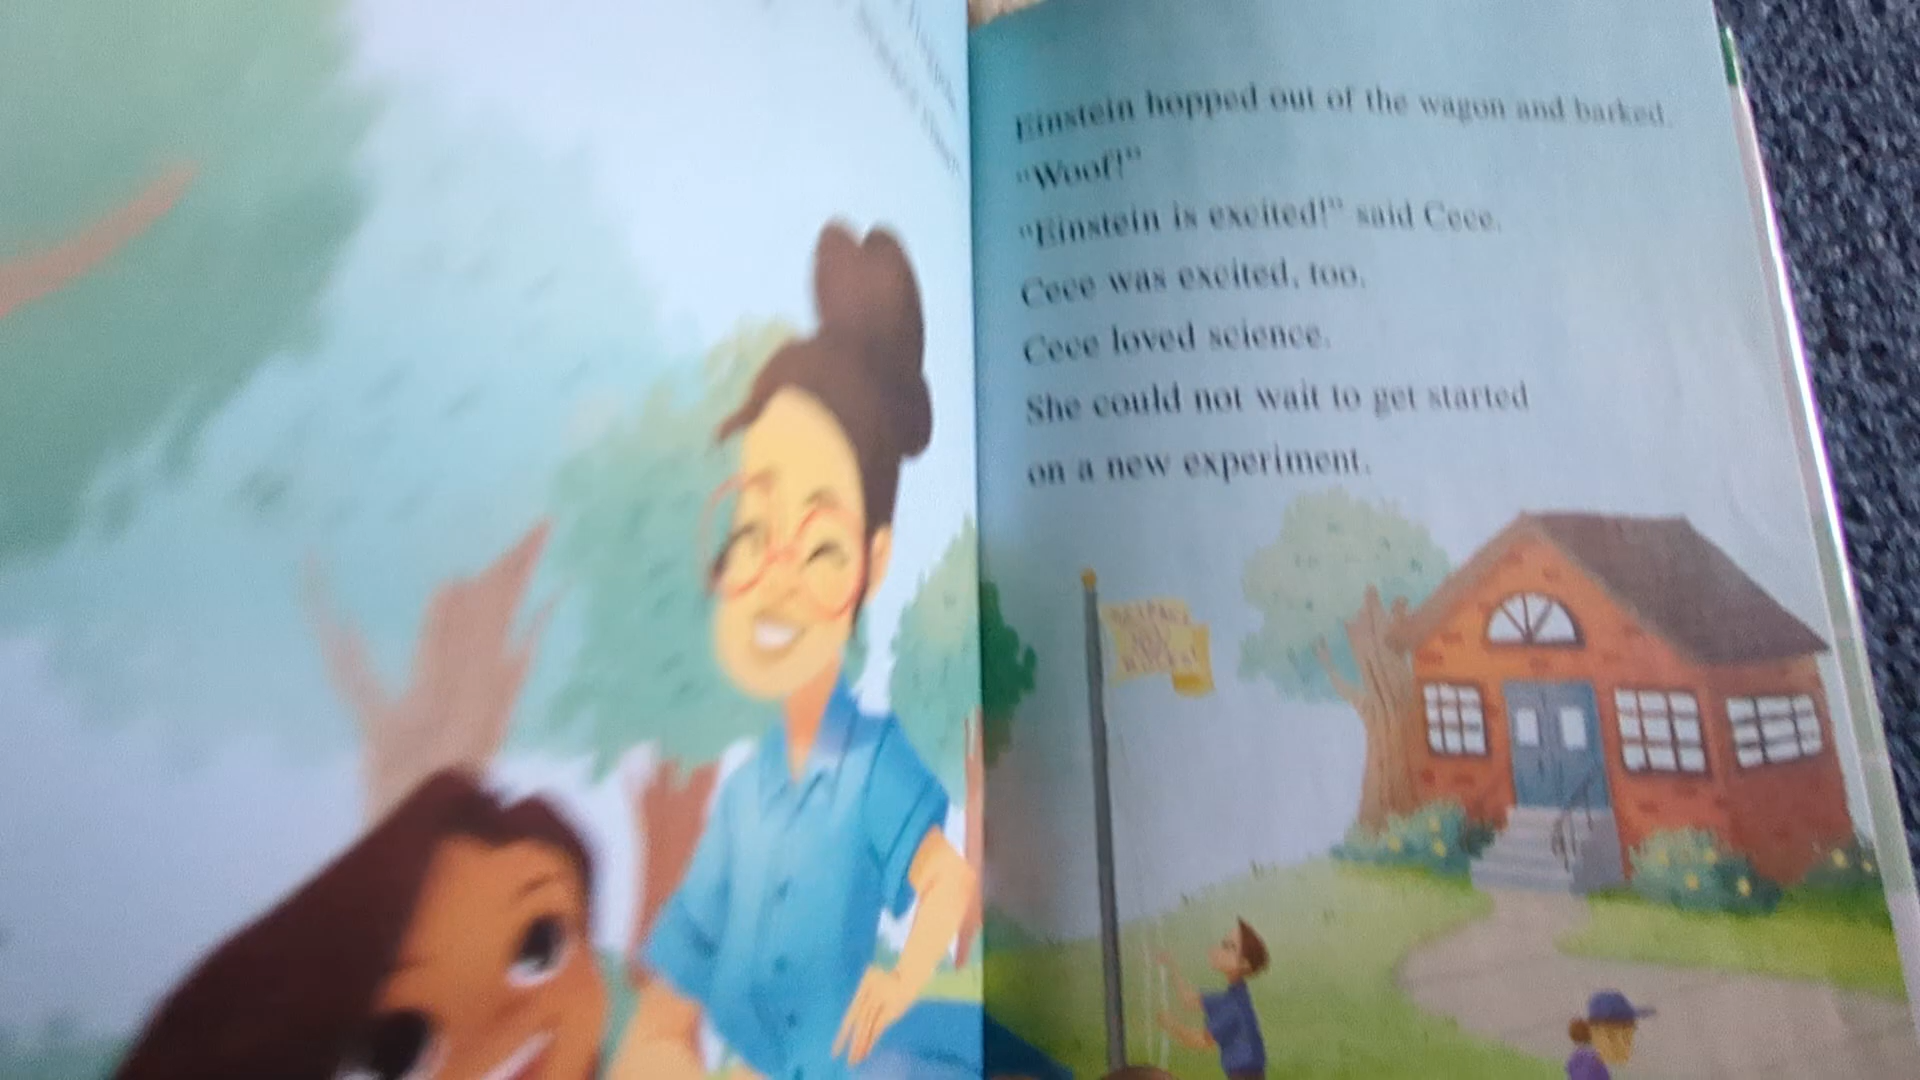 Einstein hopped out of the wagon and barked.
"Woof!"
"Einstein is excited!" said Cece.
Cece was excited, too.
Cece loved science.
She could not wait to get started
on a new experiment.